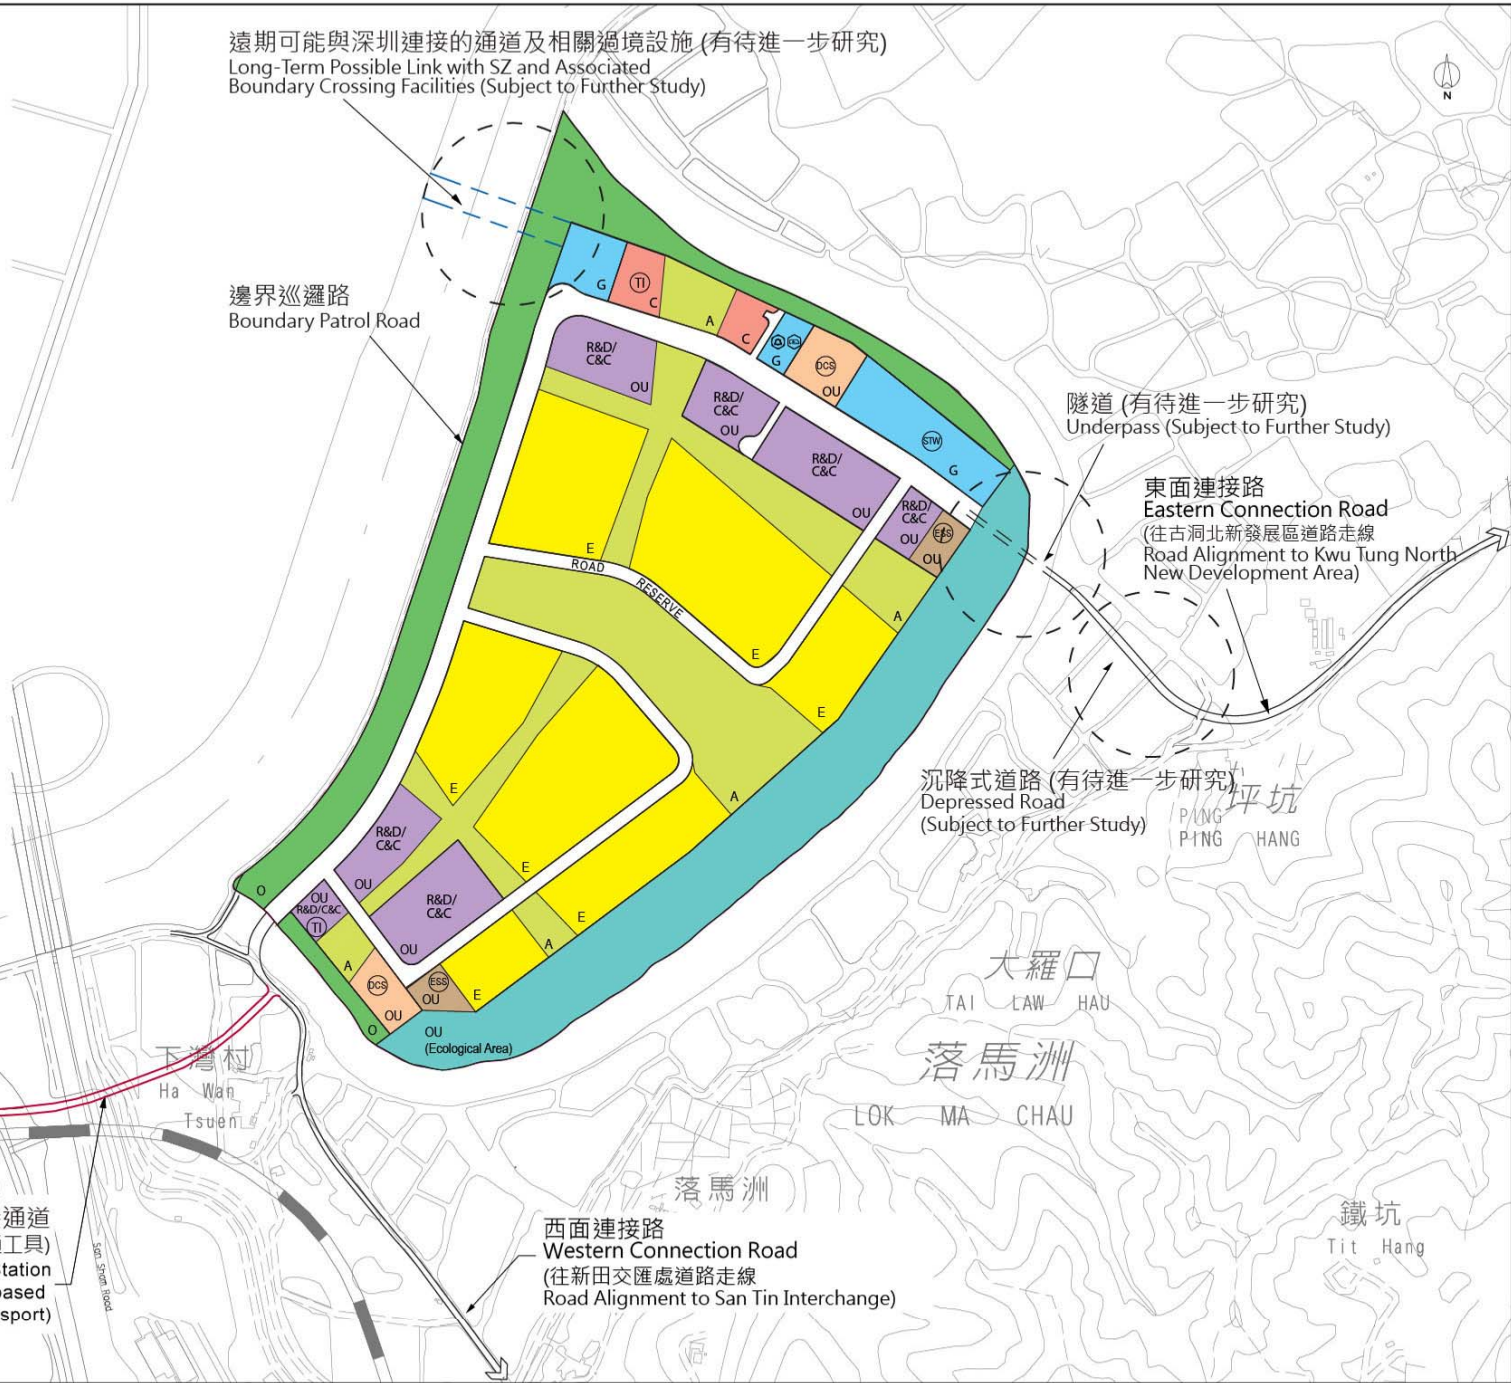 遠期可能與深圳連接的通道及相關過境設施 (有待進一步研究)
Long-Term Possible Link with SZ and Associated
Boundary Crossing Facilities (Subject to Further Study)
N
邊界巡邏路
Boundary Patrol Road
G
TI
C
A
C
G
DCS
OU
STW
G
R&D/
C&C
OU
R&D/
C&C
OU
R&D/
C&C
OU
R&D/
C&C
OU
ESS
OU
隧道 (有待進一步研究)
Underpass (Subject to Further Study)
東面連接路
Eastern Connection Road
(往古洞北新發展區道路走線
Road Alignment to Kwu Tung North
New Development Area)
E
ROAD RESERVE
E
A
E
A
沉降式道路 (有待進一步研究)
Depressed Road
(Subject to Further Study)
坪坑
PING
PING HANG
E
R&D/
C&C
OU
E
R&D/
C&C
OU
O
OU
R&D/C&C
TI
A
DCS
OU
ESS
OU
E
A
E
O
OU
(Ecological Area)
大羅口
TAI LAW HAU
落馬洲
LOK MA CHAU
下灣村
Ha Wan
Tsuen
落馬洲
鐵坑
Tit Hang
通道
工具)
tation
ased
sport)
San Sham Road
西面連接路
Western Connection Road
(往新田交匯處道路走線
Road Alignment to San Tin Interchange)